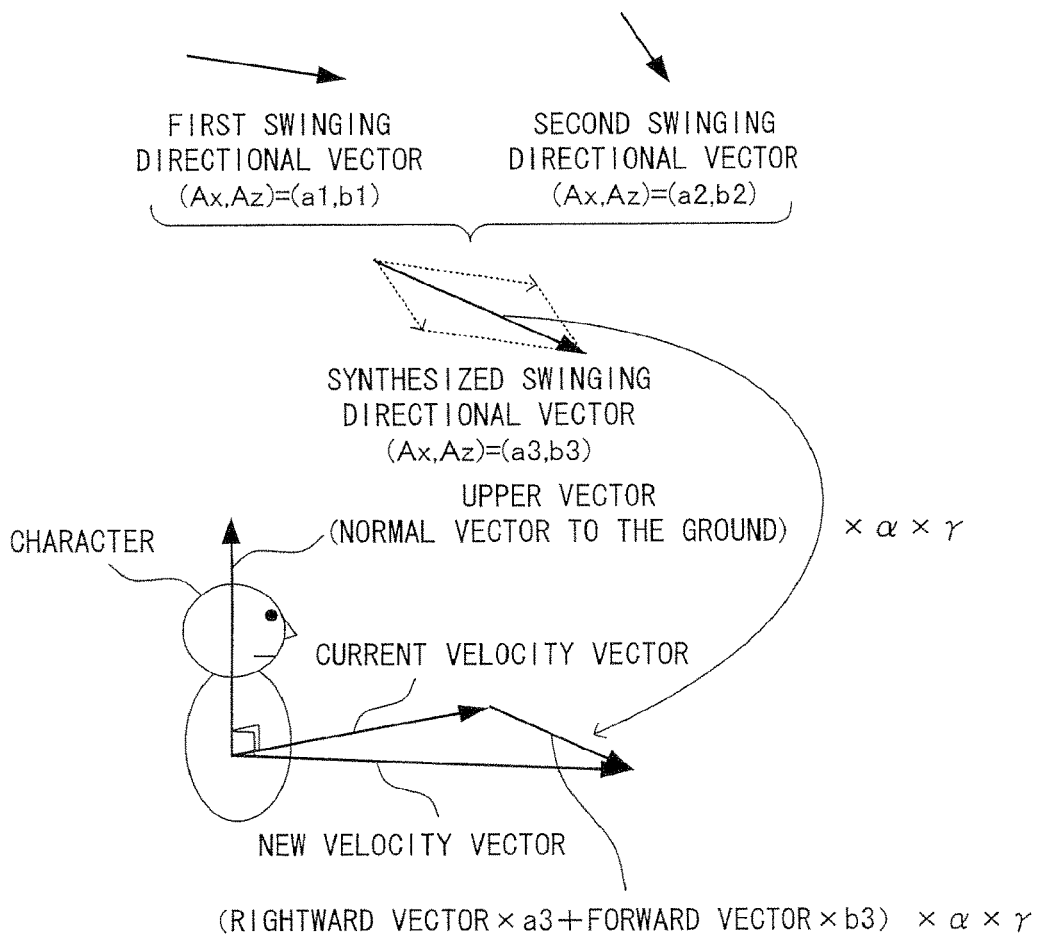 FIRST SWINGING
DIRECTIONAL VECTOR
(Ax,Az)=(a1,b1)
SECOND SWINGING
DIRECTIONAL VECTOR
(Ax,Az)=(a2,b2)
SYNTHESIZED SWINGING
DIRECTIONAL VECTOR
(Ax,Az)=(a3,b3)
UPPER VECTOR
(NORMAL VECTOR TO THE GROUND)
× α × γ
CHARACTER
CURRENT VELOCITY VECTOR
NEW VELOCITY VECTOR
(RIGHTWARD VECTOR × a3+FORWARD VECTOR × b3) × α × γ